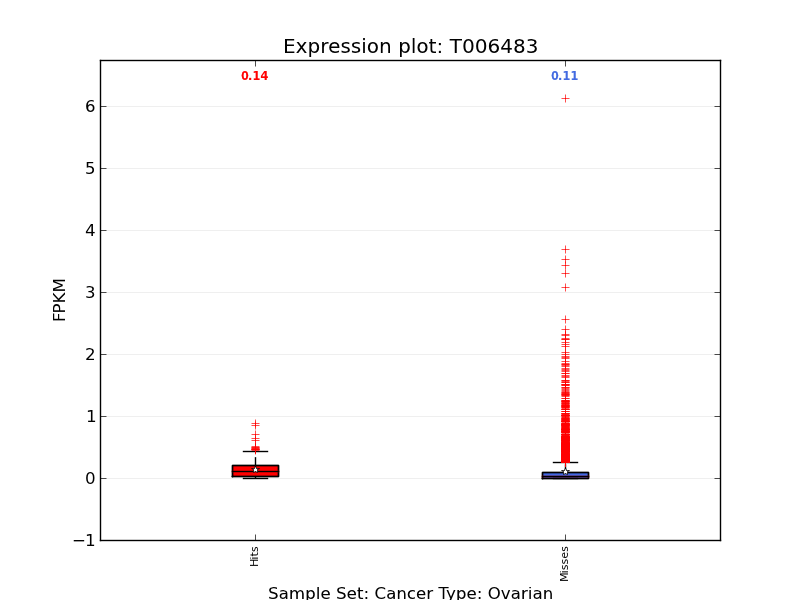 Expression plot: T006483
0.14
0.11
6
5
4
3
2
1
0
−1
FPKM
Hits
Misses
Sample Set: Cancer Type: Ovarian